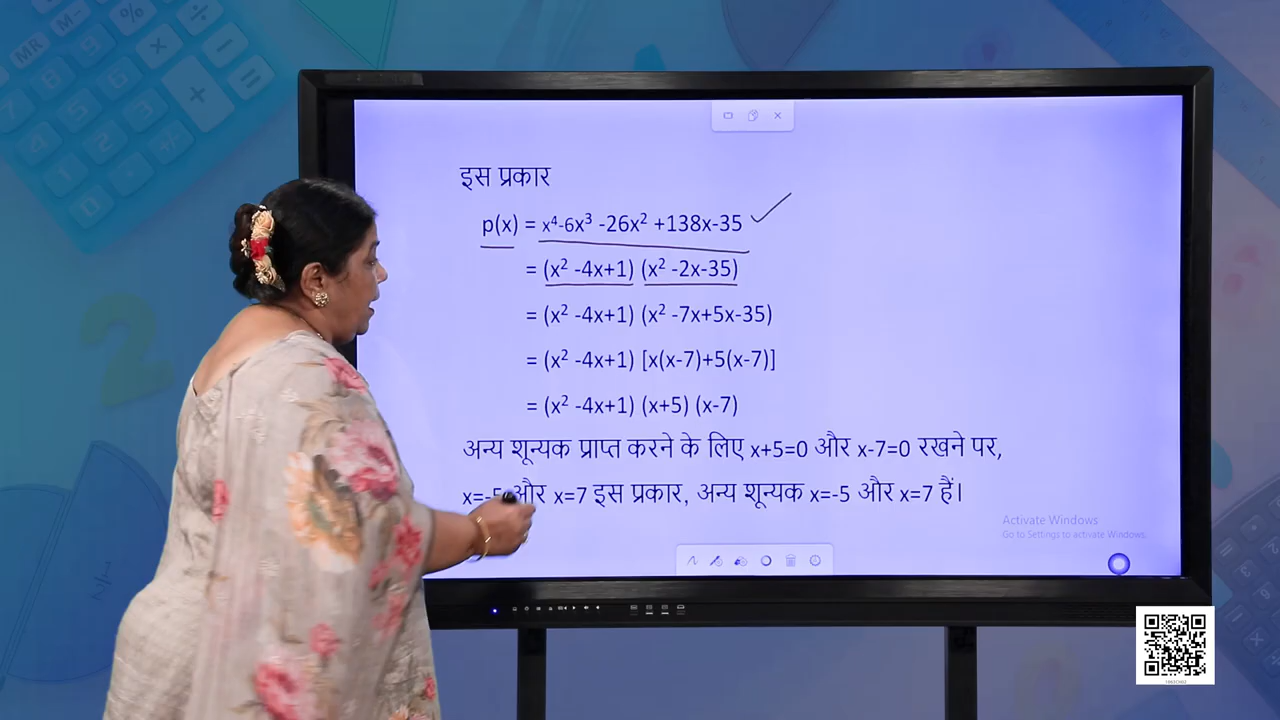 इस प्रकार
p(x) = x⁴-6x³ -26x² +138x-35
= (x² -4x+1) (x² -2x-35)
= (x² -4x+1) (x² -7x+5x-35)
= (x² -4x+1) [x(x-7)+5(x-7)]
= (x² -4x+1) (x+5) (x-7)
अन्य शून्यक प्राप्त करने के लिए x+5=0 और x-7=0 रखने पर,
x=-5 और x=7 इस प्रकार, अन्य शून्यक x=-5 और x=7 हैं।
Activate Windows
Go to Settings to activate Windows.